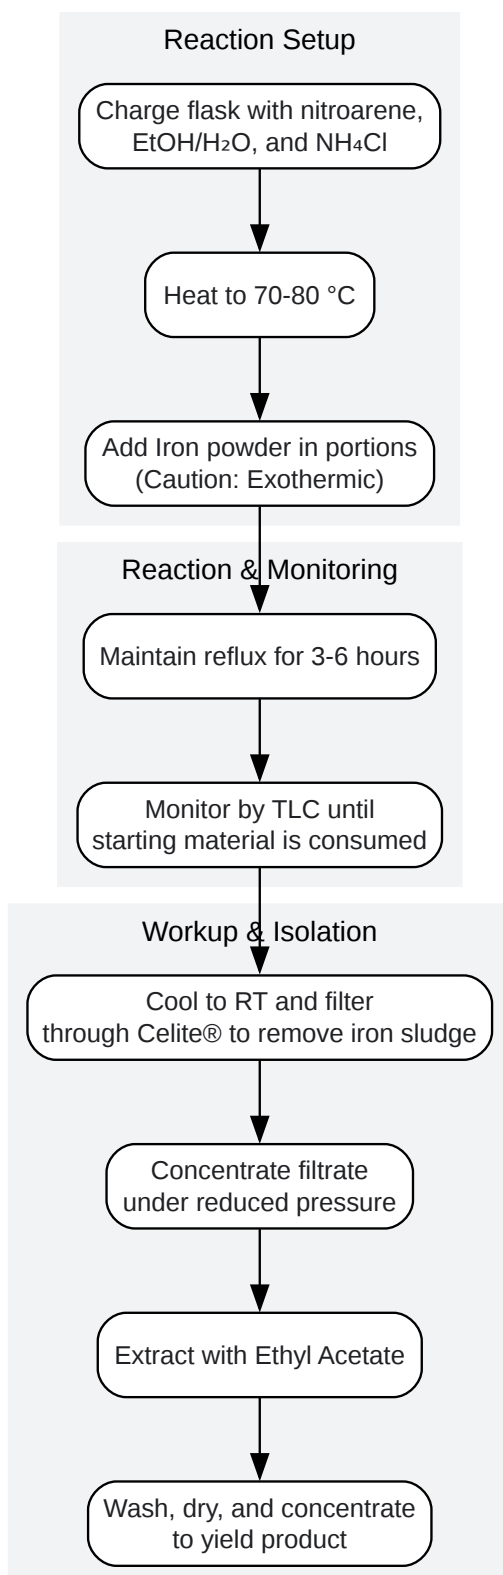 Reaction Setup
Charge flask with nitroarene,
EtOH/H₂O, and NH₄Cl
Heat to 70-80 °C
Add Iron powder in portions
(Caution: Exothermic)
Reaction & Monitoring
Maintain reflux for 3-6 hours
Monitor by TLC until
starting material is consumed
Workup & Isolation
Cool to RT and filter
through Celite® to remove iron sludge
Concentrate filtrate
under reduced pressure
Extract with Ethyl Acetate
Wash, dry, and concentrate
to yield product